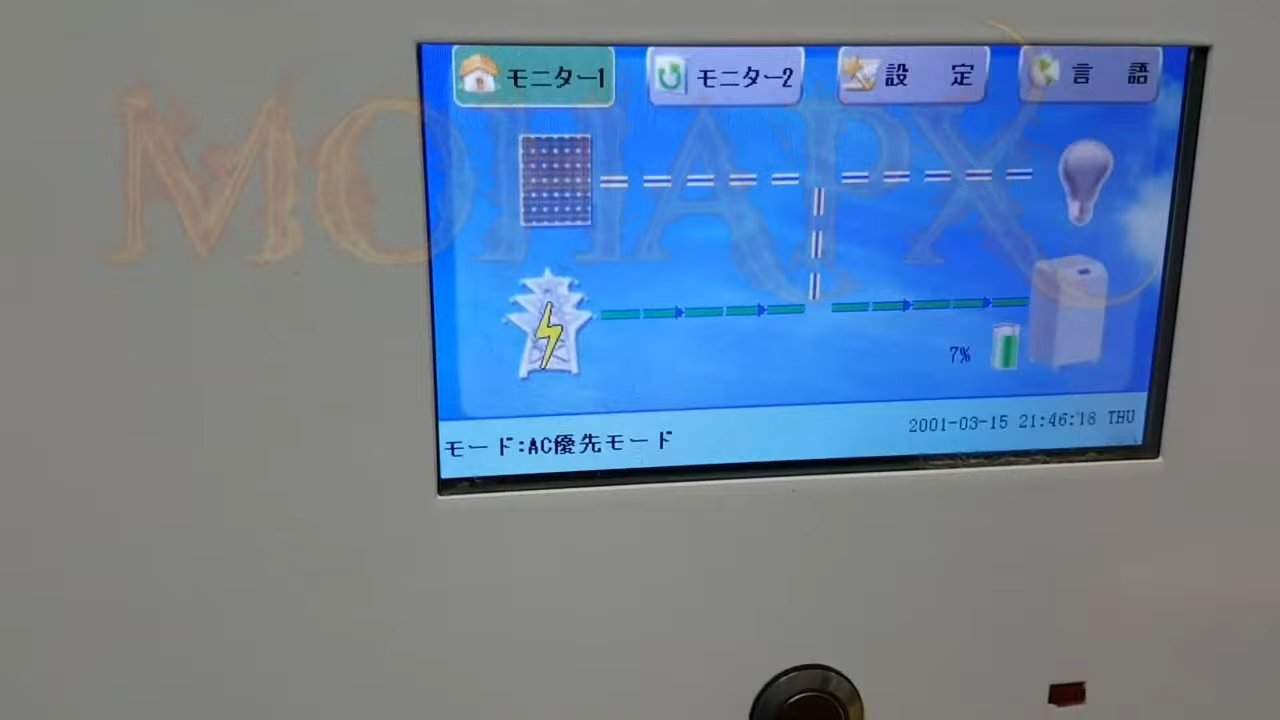 モニター1
モニター2
設 定
言 語
МОНАРХ
7%
モード:AC優先モード
2001-03-15 21:46:18 THU